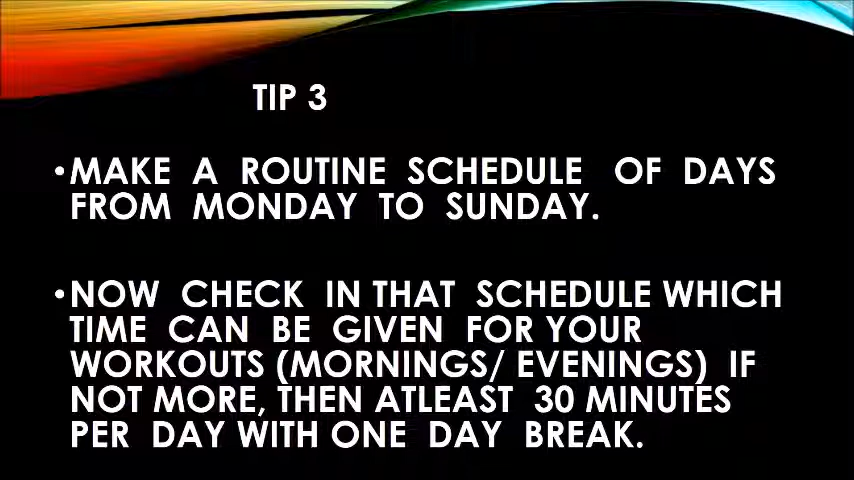 TIP 3
•MAKE A ROUTINE SCHEDULE OF DAYS
FROM MONDAY TO SUNDAY.
•NOW CHECK IN THAT SCHEDULE WHICH
TIME CAN BE GIVEN FOR YOUR
WORKOUTS (MORNINGS/ EVENINGS) IF
NOT MORE, THEN ATLEAST 30 MINUTES
PER DAY WITH ONE DAY BREAK.